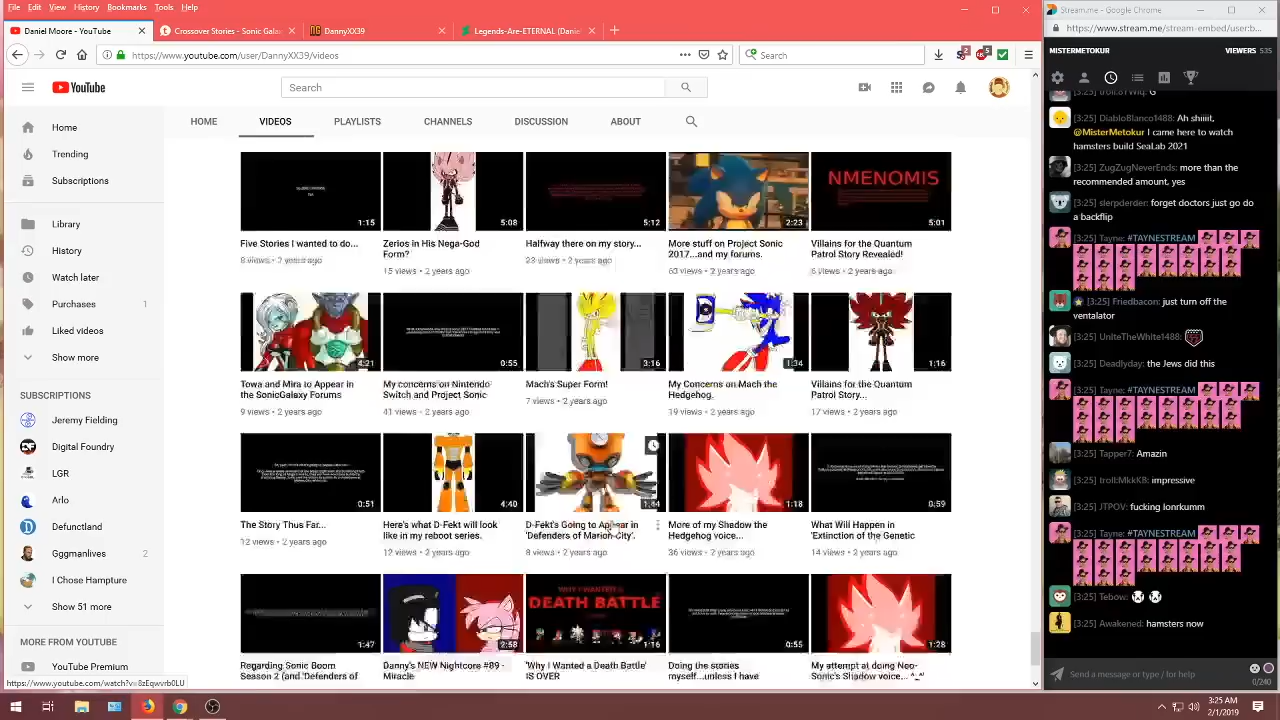 File Edit View History Bookmarks Tools Help
Daniel Moore - YouTube
Crossover Stories - Sonic Gala
DannyXX39
Legends-Are-ETERNAL (Danie
https://www.youtube.com/user/DannyXX39/videos
Search
YouTube
Search
HOME VIDEOS PLAYLISTS CHANNELS DISCUSSION ABOUT
Home
Trending
Subscriptions
Library
History
Watch later
Purchases 1
Liked videos
Show more
SUBSCRIPTIONS
Jeremy Fielding
Digital Foundry
LGR
Arlo
Defunctland
Gggmanlives 2
I Chose Hampture
Show 51 more
MORE FROM YOUTUBE
YouTube Premium
1:15
5:08
5:12
2:23
NMENOMIS
5:01
Five Stories I wanted to do...
8 views • 2 years ago
Zerios in His Nega-God
Form?
15 views • 2 years ago
Halfway there on my story...
23 views • 2 years ago
More stuff on Project Sonic
2017...and my forums.
63 views • 2 years ago
Villains for the Quantum
Patrol Story Revealed!
6 views • 2 years ago
4:21
0:55
3:16
1:34
1:16
Towa and Mira to Appear in
the SonicGalaxy Forums
9 views • 2 years ago
My concerns on Nintendo
Switch and Project Sonic
41 views • 2 years ago
Mach's Super Form!
7 views • 2 years ago
My Concerns on Mach the
Hedgehog.
19 views • 2 years ago
Villains for the Quantum
Patrol Story...
17 views • 2 years ago
0:51
4:40
1:44
1:18
0:59
The Story Thus Far...
12 views • 2 years ago
Here's what D-Fekt will look
like in my reboot series.
12 views • 2 years ago
D-Fekt's Going to Appear in
'Defenders of Marion City'.
8 views • 2 years ago
More of my Shadow the
Hedgehog voice...
36 views • 2 years ago
What Will Happen in
'Extinction of the Genetic
14 views • 2 years ago
1:47
2:58
WHY I WANTED A
DEATH BATTLE
1:16
0:55
1:28
Regarding Sonic Boom
Season 2 (and 'Defenders of
Danny's NEW Nightcore #89 -
Miracle
'Why I Wanted a Death Battle'
IS OVER
Doing the stories
myself...unless I have
My attempt at doing Neo-
Sonic's Shadow voice...
3:25 AM
2/1/2019
Stream.me - Google Chrome
https://www.stream.me/stream-embed/user:b...
MISTERMETOKUR VIEWERS 535
[3:25] DiabloBlanco1488: Ah shiiit,
@MisterMetokur I came here to watch
hamsters build SeaLab 2021
[3:25] ZugZugNeverEnds: more than the
recommended amount, yes
[3:25] slerpderder: forget doctors just go do
a backflip
[3:25] Tayne: #TAYNESTREAM
[3:25] Friedbacon: just turn off the
ventalator
[3:25] UniteTheWhite1488:
[3:25] Deadlyday: the Jews did this
[3:25] Tayne: #TAYNESTREAM
[3:25] Tapper7: Amazin
[3:25] troll:MkkKB: impressive
[3:25] JTPOV: fucking lonrkumm
[3:25] Tayne: #TAYNESTREAM
[3:25] Tebow:
[3:25] Awakened: hamsters now
Send a message or type / for help
0/240